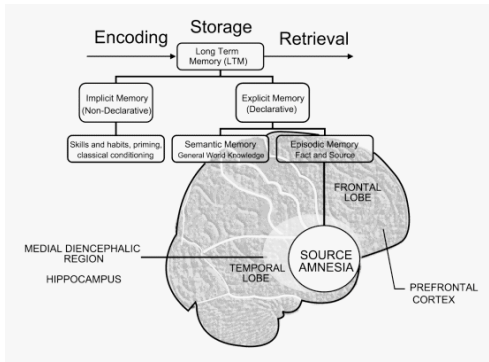 Encoding
Storage
Retrieval
Long Term
Memory (LTM)
Implicit Memory
(Non-Declarative)
Explicit Memory
(Declarative)
Skills and habits, priming,
classical conditioning
Semantic Memory
General World Knowledge
Episodic Memory
Fact and Source
FRONTAL
LOBE
MEDIAL DIENCEPHALIC
REGION
HIPPOCAMPUS
TEMPORAL
LOBE
SOURCE
AMNESIA
PREFRONTAL
CORTEX